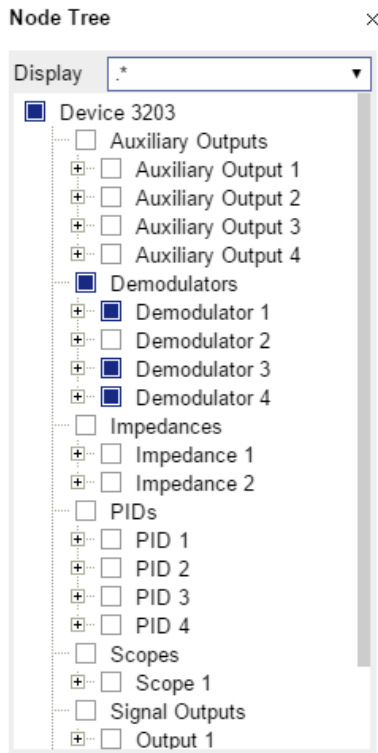 Node Tree
Display .*
Device 3203
Auxiliary Outputs
Auxiliary Output 1
Auxiliary Output 2
Auxiliary Output 3
Auxiliary Output 4
Demodulators
Demodulator 1
Demodulator 2
Demodulator 3
Demodulator 4
Impedances
Impedance 1
Impedance 2
PIDs
PID 1
PID 2
PID 3
PID 4
Scopes
Scope 1
Signal Outputs
Output 1